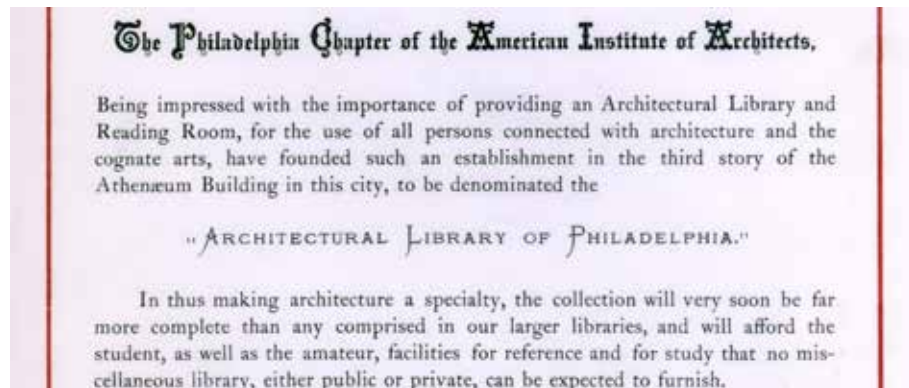 The Philadelphia Chapter of the American Institute of Architects,
Being impressed with the importance of providing an Architectural Library and
Reading Room, for the use of all persons connected with architecture and the
cognate arts, have founded such an establishment in the third story of the
Athenæum Building in this city, to be denominated the
"ARCHITECTURAL LIBRARY OF PHILADELPHIA."
In thus making architecture a specialty, the collection will very soon be far
more complete than any comprised in our larger libraries, and will afford the
student, as well as the amateur, facilities for reference and for study that no mis-
cellaneous library, either public or private, can be expected to furnish.